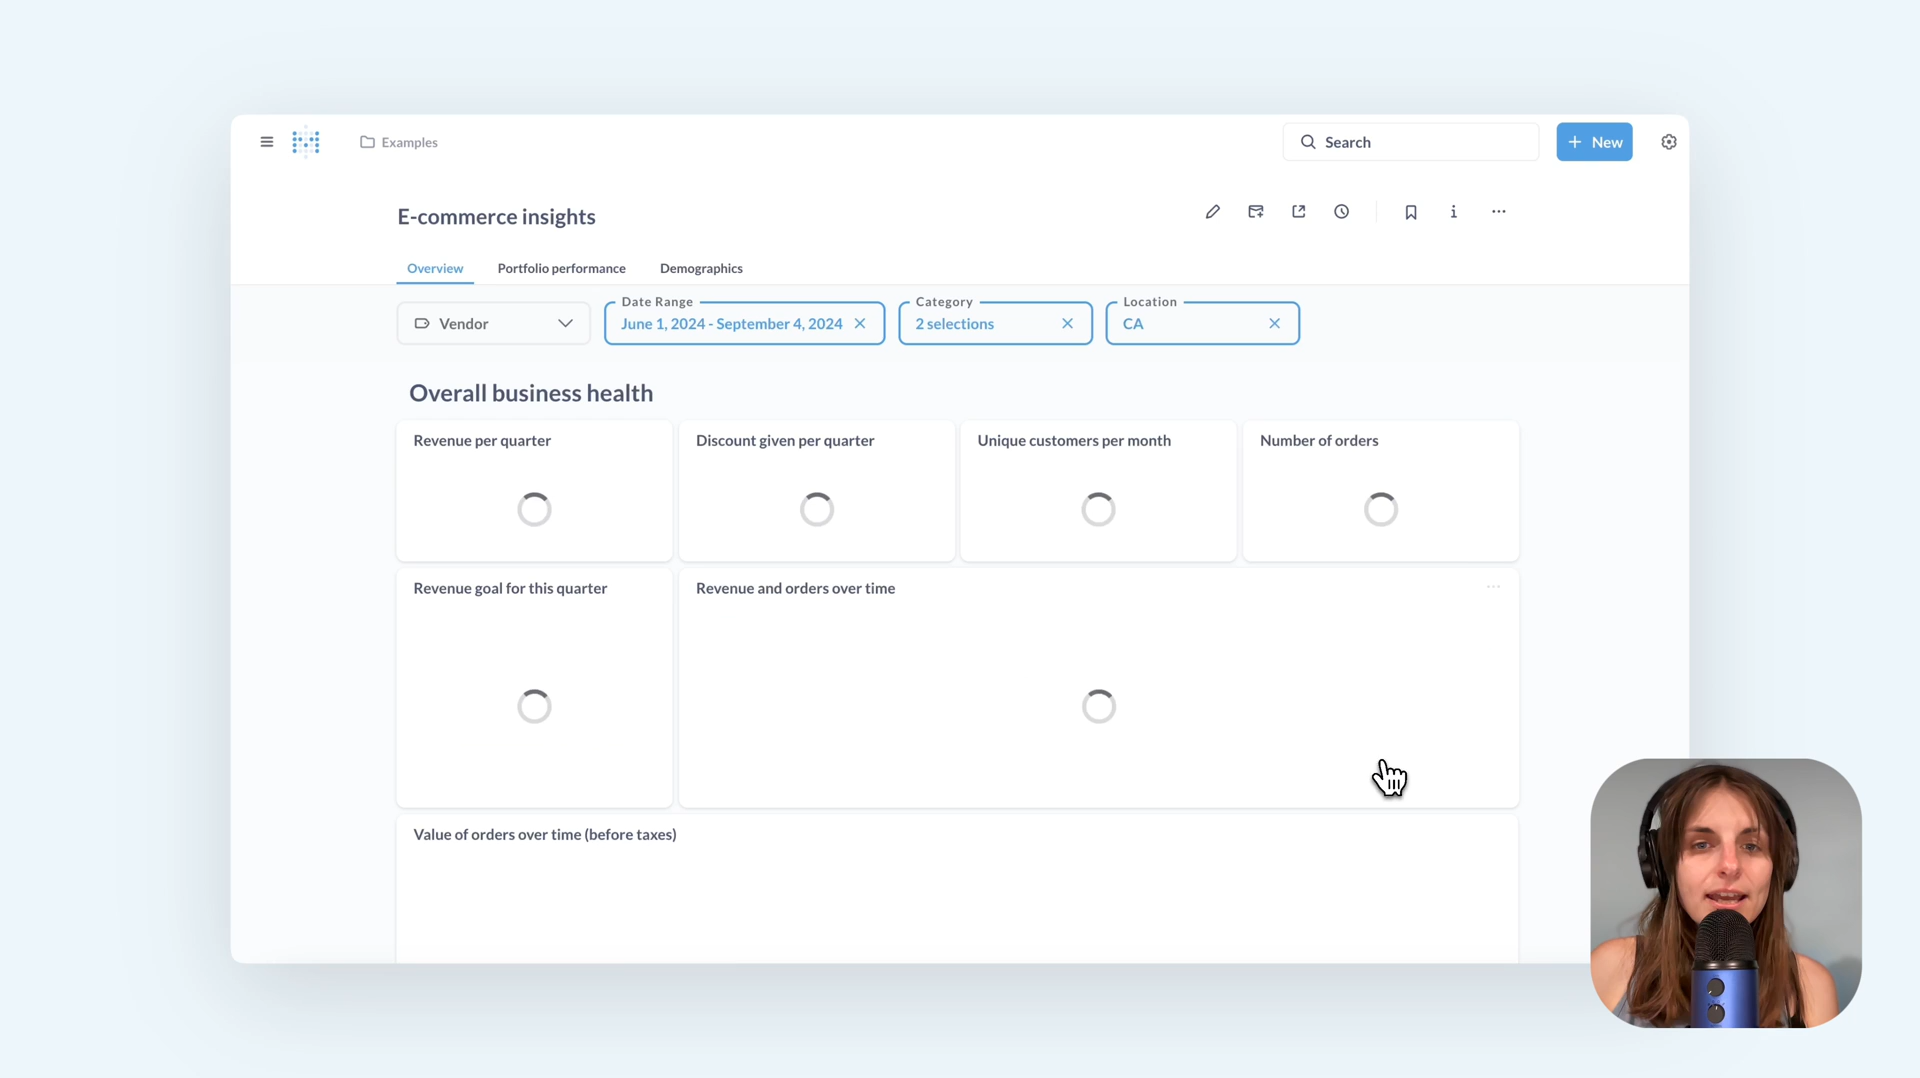 Examples
Search
New
E-commerce insights
Overview
Portfolio performance
Demographics
Vendor
Date Range
June 1, 2024 - September 4, 2024
Category
2 selections
Location
CA
Overall business health
Revenue per quarter
Discount given per quarter
Unique customers per month
Number of orders
Revenue goal for this quarter
Revenue and orders over time
Value of orders over time (before taxes)